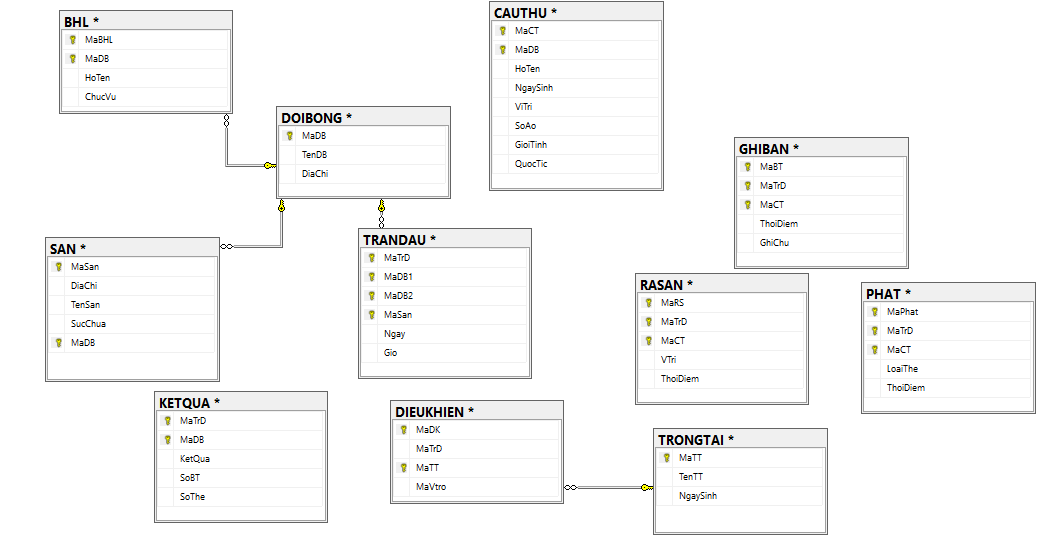 BHL *
MaBHL
MaDB
HoTen
ChucVu
CAUTHU *
MaCT
MaDB
HoTen
NgaySinh
ViTri
SoAo
GioiTinh
QuocTic
DOIBONG *
MaDB
TenDB
DiaChi
GHIBAN *
MaBT
MaTrD
MaCT
ThoiDiem
GhiChu
SAN *
MaSan
DiaChi
TenSan
SucChua
MaDB
TRANDAU *
MaTrD
MaDB1
MaDB2
MaSan
Ngay
Gio
RASAN *
MaRS
MaTrD
MaCT
VTri
ThoiDiem
PHAT *
MaPhat
MaTrD
MaCT
LoaiThe
ThoiDiem
KETQUA *
MaTrD
MaDB
KetQua
SoBT
SoThe
DIEUKHIEN *
MaDK
MaTrD
MaTT
MaVtro
TRONGTAI *
MaTT
TenTT
NgaySinh